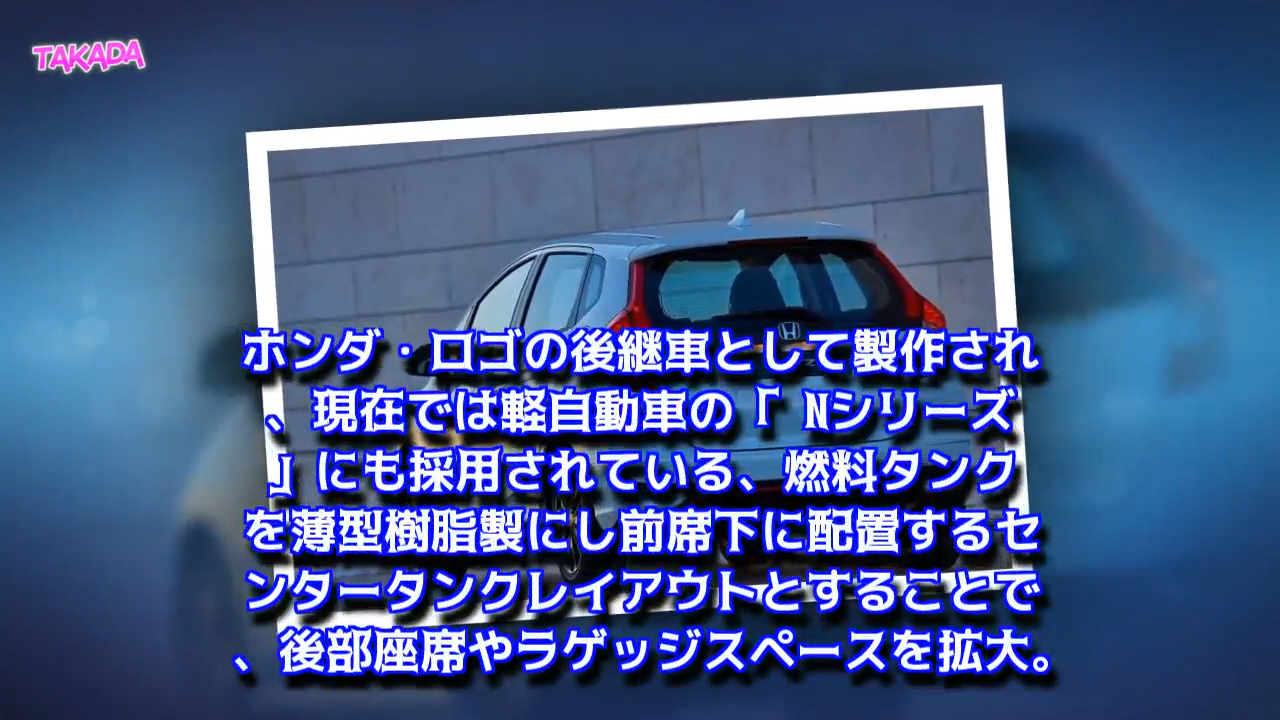 TAKADA
ホンダ・ロゴの後継車として製作され
、現在では軽自動車の「 Nシリーズ
」にも採用されている、燃料タンク
を薄型樹脂製にし前席下に配置するセ
ンタータンクレイアウトとすることで
、後部座席やラゲッジスペースを拡大。